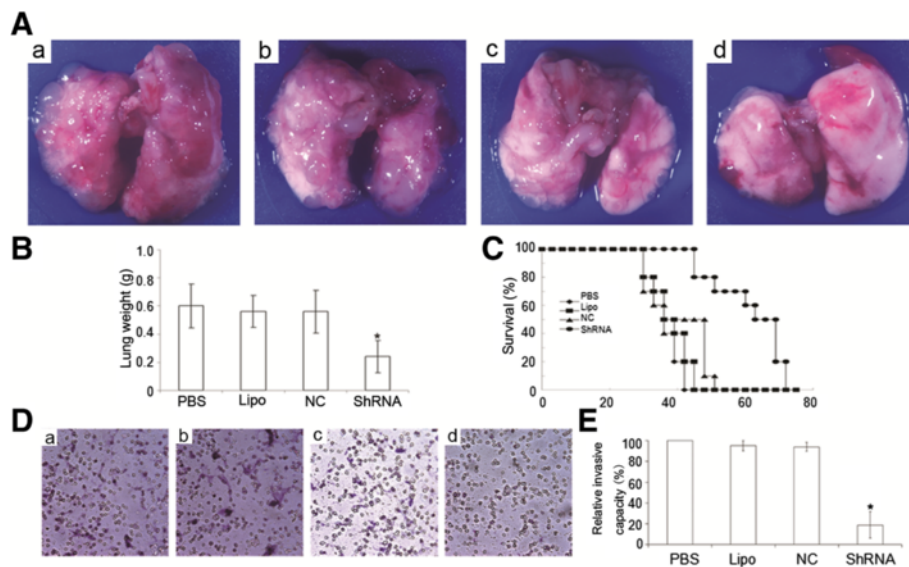 A
a
b
c
d
B
Lung weight (g)
1.0
0.8
0.6
0.4
0.2
0
*
PBS
Lipo
NC
ShRNA
C
Survival (%)
100
80
60
40
20
0
PBS
Lipo
NC
ShRNA
0
20
40
60
80
D
a
b
c
d
E
Relative invasive
capacity (%)
100
80
60
40
20
0
*
PBS
Lipo
NC
ShRNA